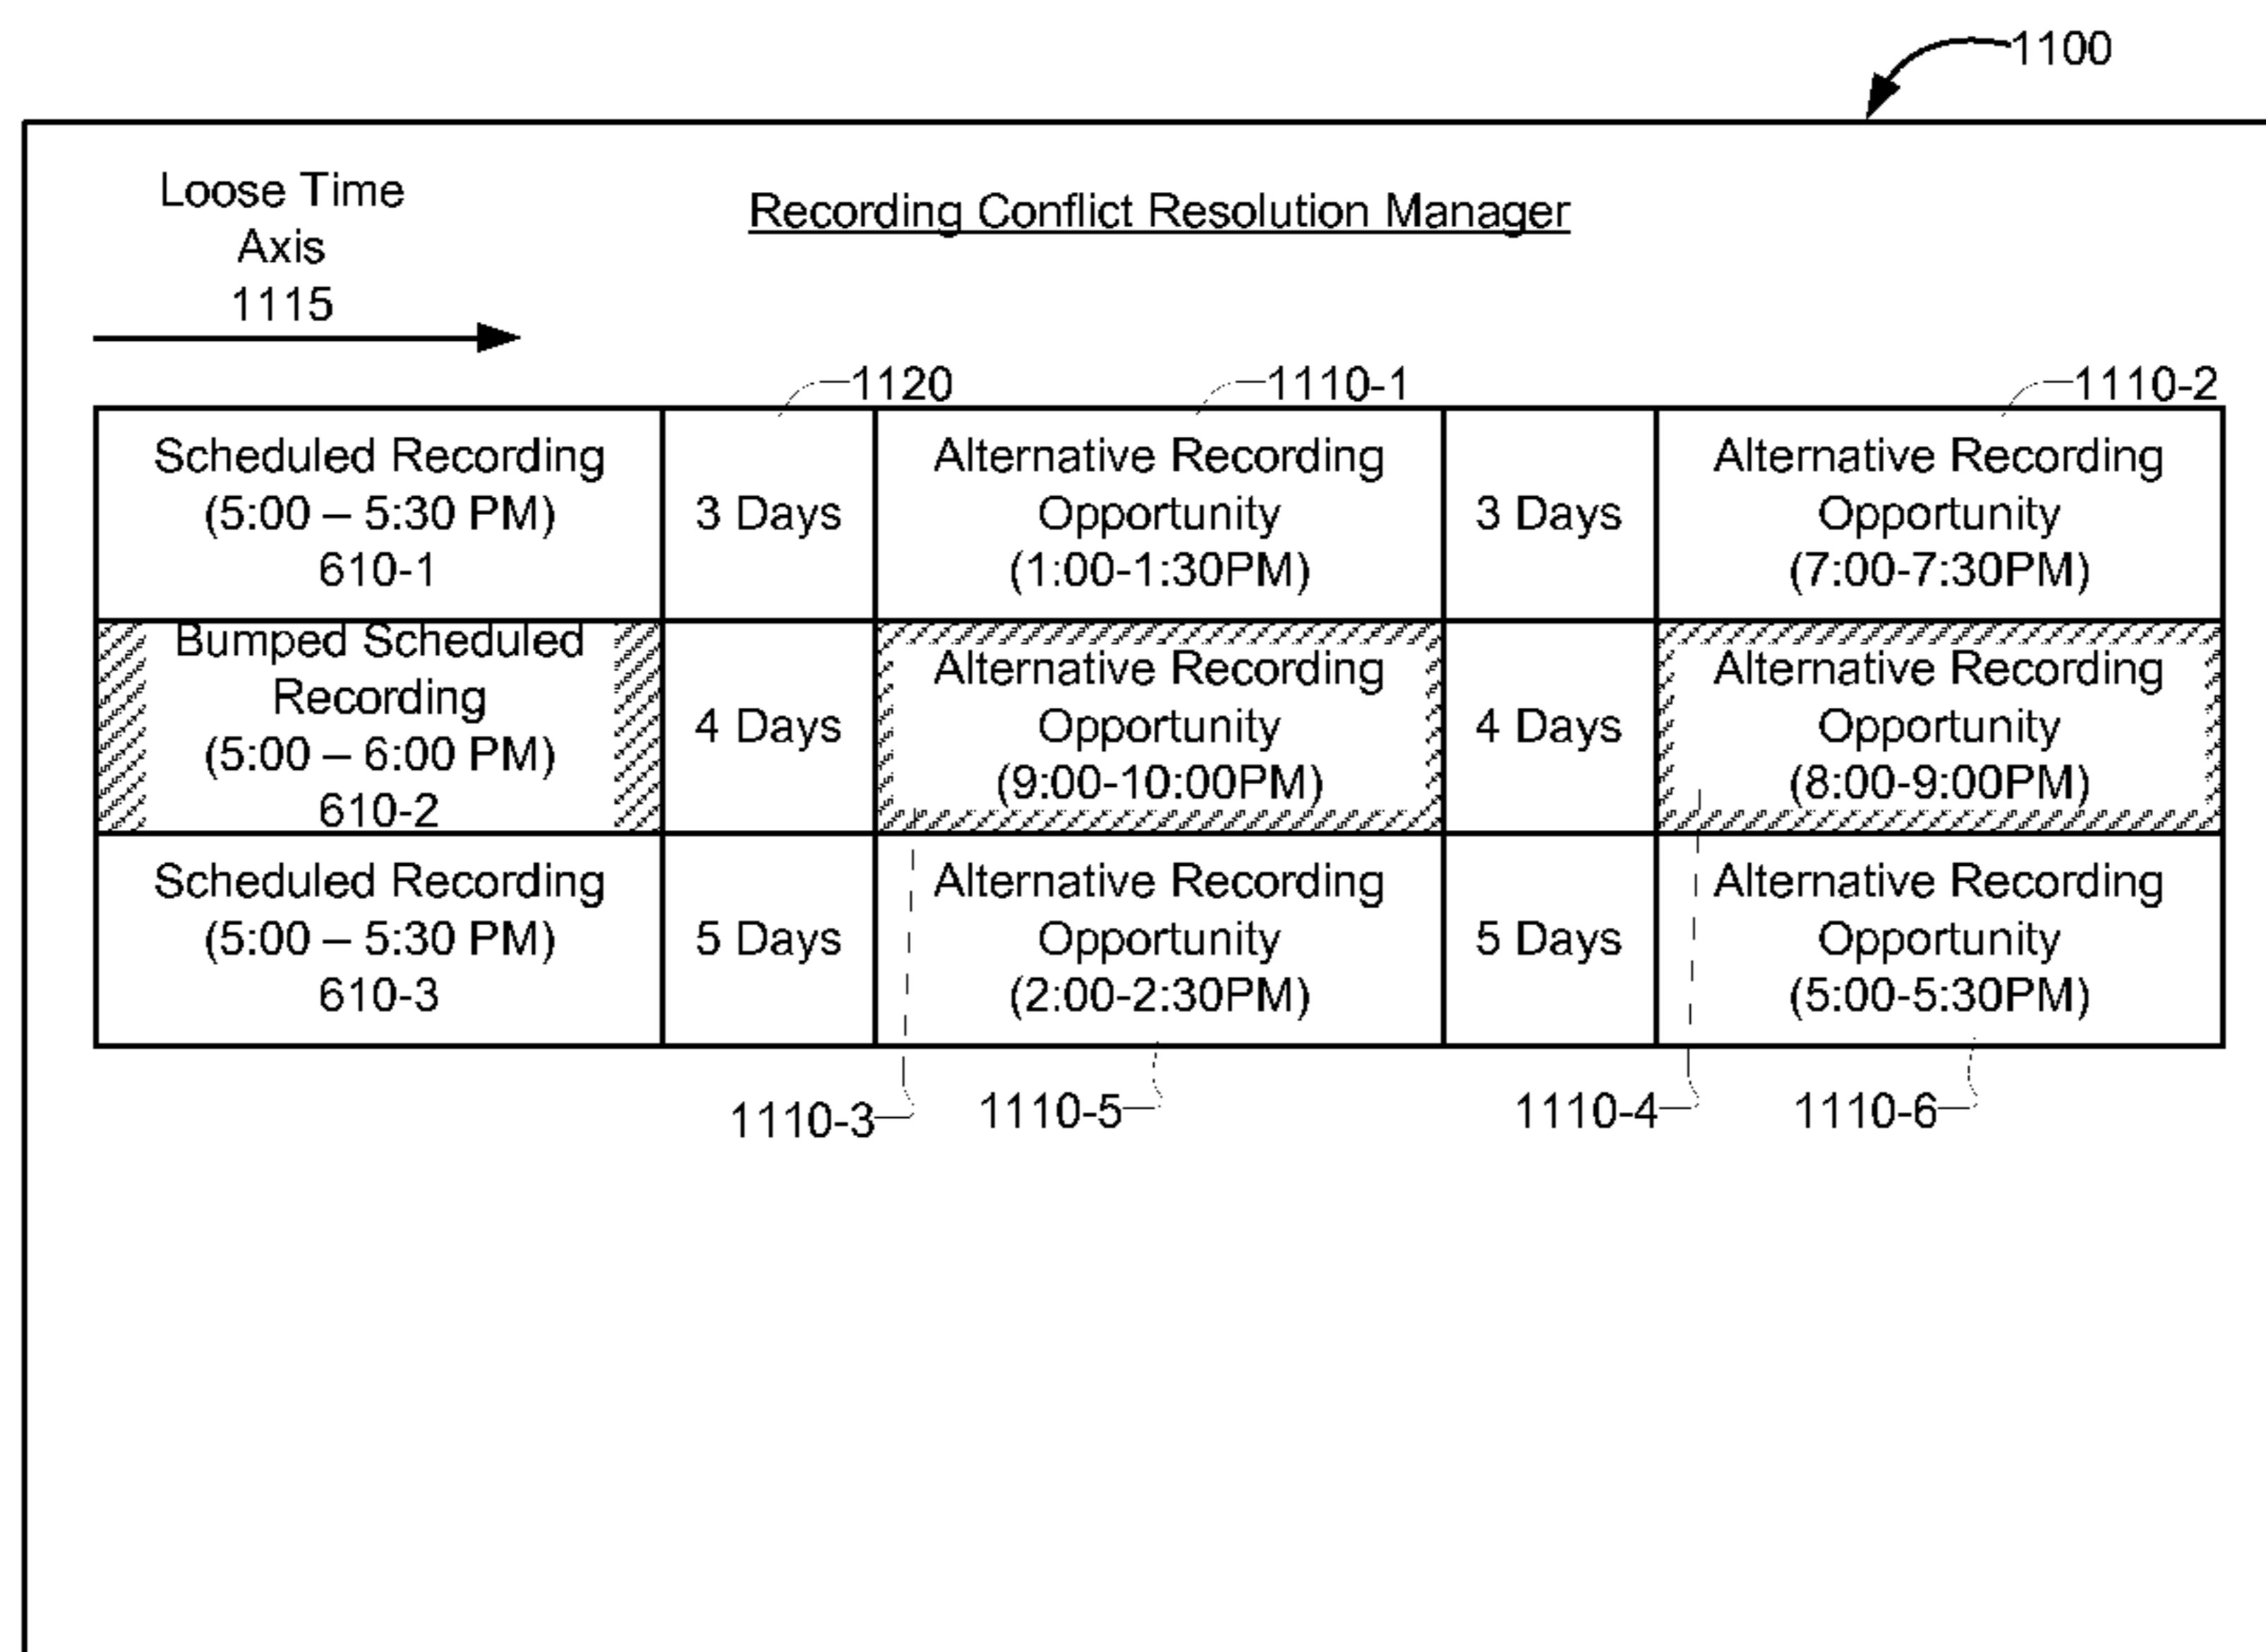 1100
Loose Time
Axis
1115
Recording Conflict Resolution Manager
1120
1110-1
1110-2
Scheduled Recording
(5:00 – 5:30 PM)
610-1
3 Days
Alternative Recording
Opportunity
(1:00-1:30PM)
3 Days
Alternative Recording
Opportunity
(7:00-7:30PM)
Bumped Scheduled
Recording
(5:00 – 6:00 PM)
610-2
4 Days
Alternative Recording
Opportunity
(9:00-10:00PM)
4 Days
Alternative Recording
Opportunity
(8:00-9:00PM)
Scheduled Recording
(5:00 – 5:30 PM)
610-3
5 Days
Alternative Recording
Opportunity
(2:00-2:30PM)
5 Days
Alternative Recording
Opportunity
(5:00-5:30PM)
1110-3
1110-5
1110-4
1110-6